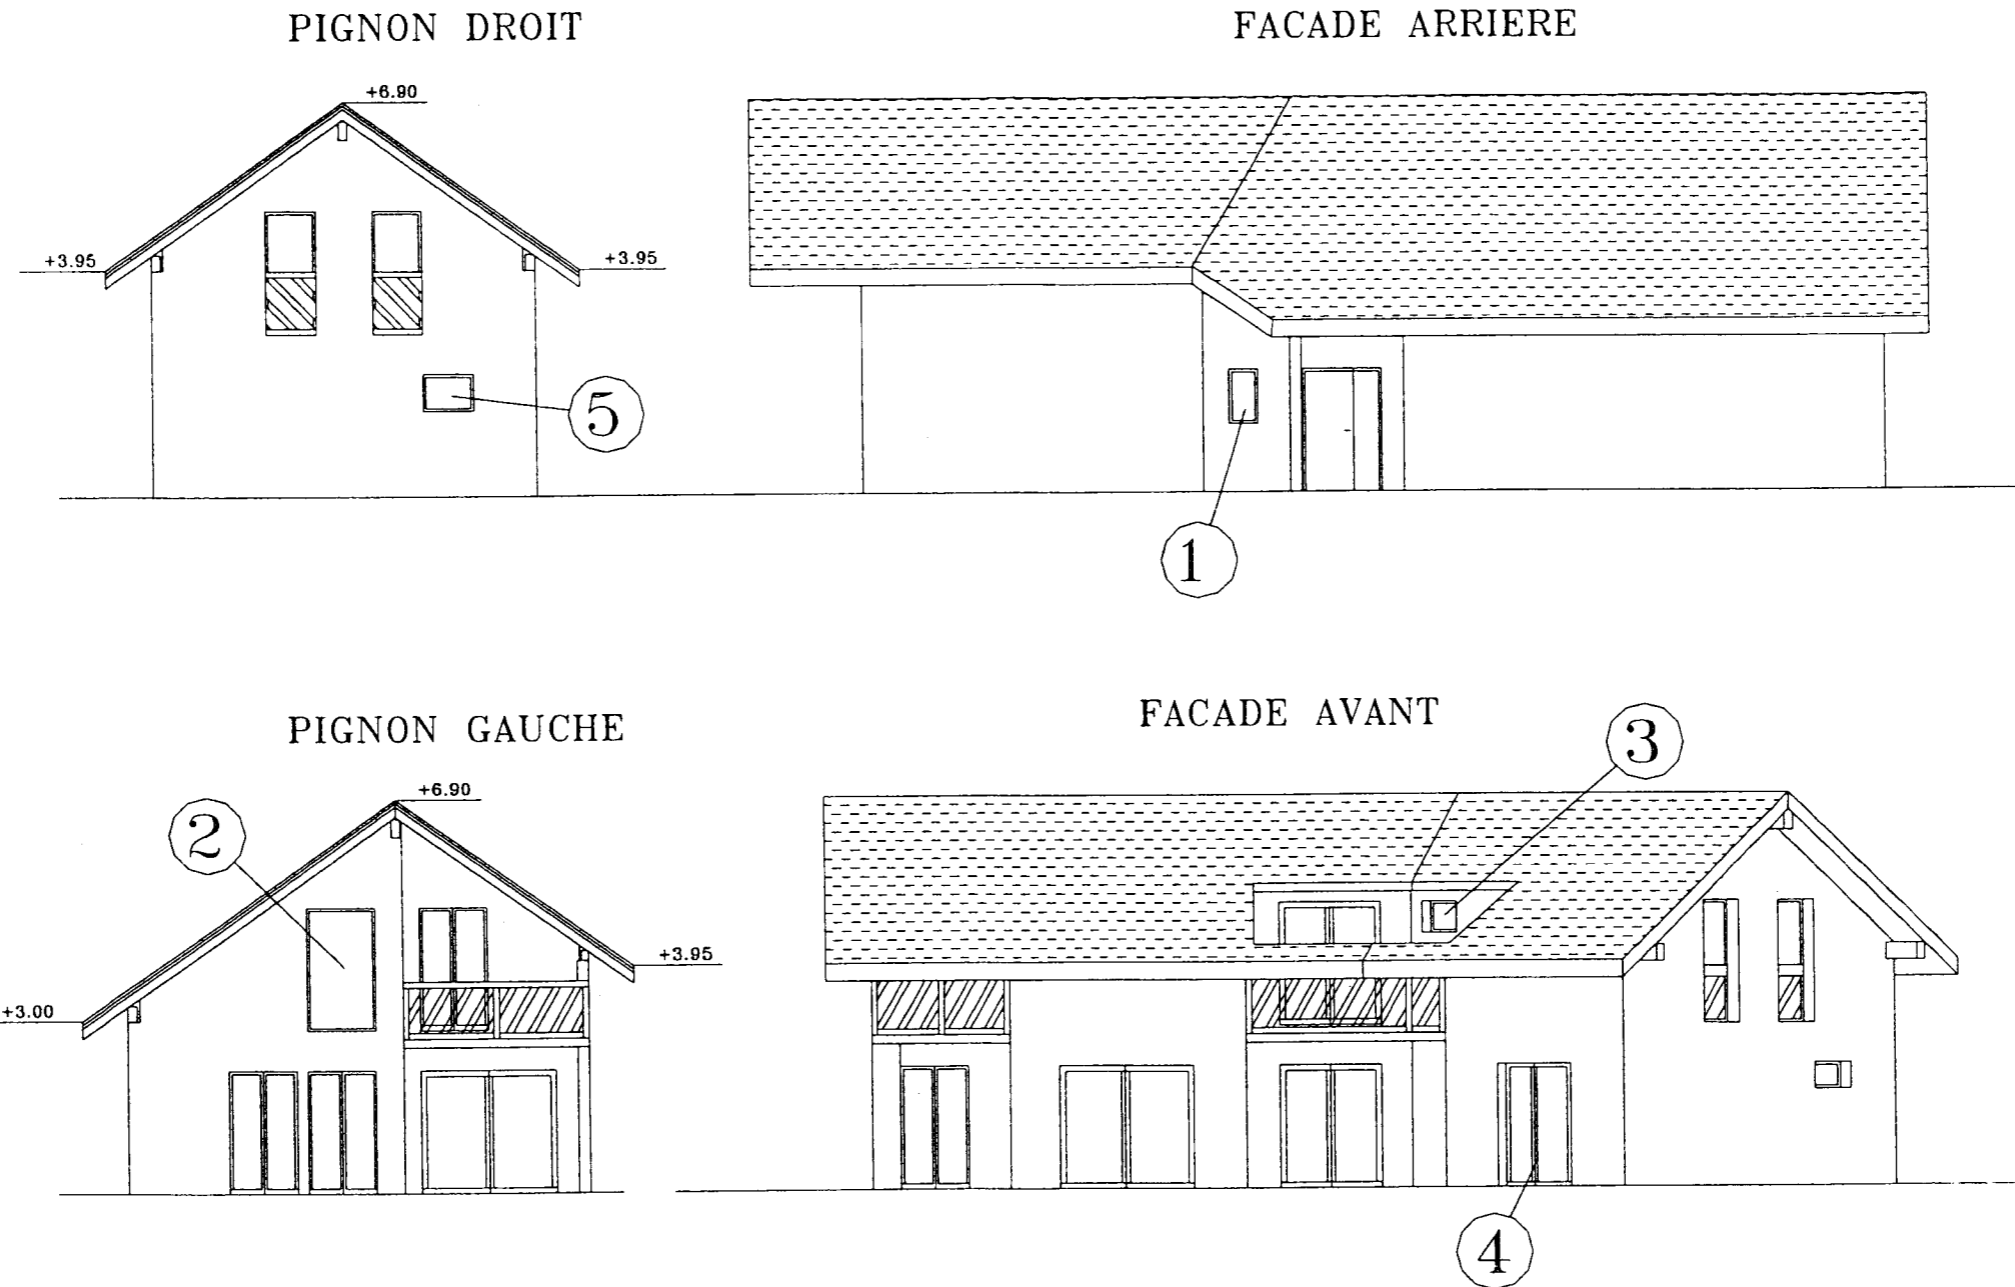 PIGNON DROIT
FACADE ARRIERE
+6.90
+3.95
+3.95
5
1
PIGNON GAUCHE
FACADE AVANT
3
+6.90
2
+3.95
+3.00
4